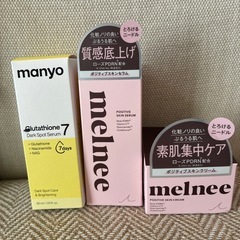 manyo
Glutathione 7
Dark Spot Serum
7days
Glutathione
Niacinamide
NAG
Dark Spot Care
& Brightening
化粧ノリの良い
ぷるうる肌へ
とろける
ニードル
質感底上げ
ローズPDRN配合
ポジティブスキンセラム
melnee
POSITIVE
SKIN SERUM
化粧ノリの良い
ぷるうる肌へ
とろける
ニードル
素肌集中ケア
ローズPDRN配合
ポジティブスキンクリーム
melnee
POSITIVE SKIN CREAM